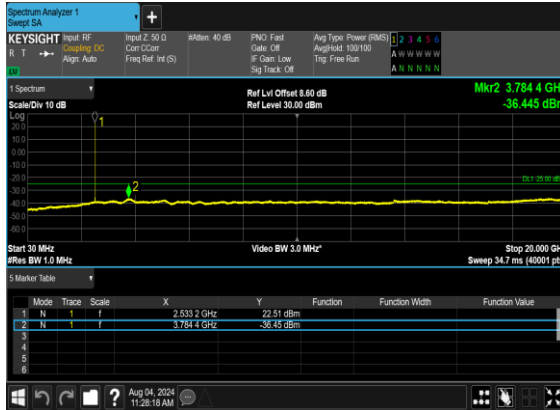 Spectrum Analyzer 1
Swept SA
KEYSIGHT Input: RF Input Z: 50 Ω #Atten: 40 dB PNO: Fast Avg Type: Power (RMS) 1 2 3 4 5 6
R T Coupling: DC Corr CCorr Gate: Off Avg|Hold: 100/100 A W W W W W
Align: Auto Freq Ref: Int (S) IF Gain: Low Trig: Free Run
LXI Sig Track: Off A N N N N N
1 Spectrum Mkr2 3.784 4 GH
Scale/Div 10 dB Ref Lvl Offset 8.60 dB -36.445 dBm
Ref Level 30.00 dBm
Log
20.0
10.0
0.00
-10.0
-20.0
-30.0
-40.0
-50.0
-60.0
1
2
DL1 -25.00 dB
Start 30 MHz Video BW 3.0 MHz* Stop 20.000 GH
#Res BW 1.0 MHz Sweep 34.7 ms (40001 pt
5 Marker Table
Mode Trace Scale X Y Function Function Width Function Value
1 N 1 f 2.533 2 GHz 22.51 dBm
2 N 1 f 3.784 4 GHz -36.45 dBm
3
4
5
6
? Aug 04, 2024
11:28:18 AM